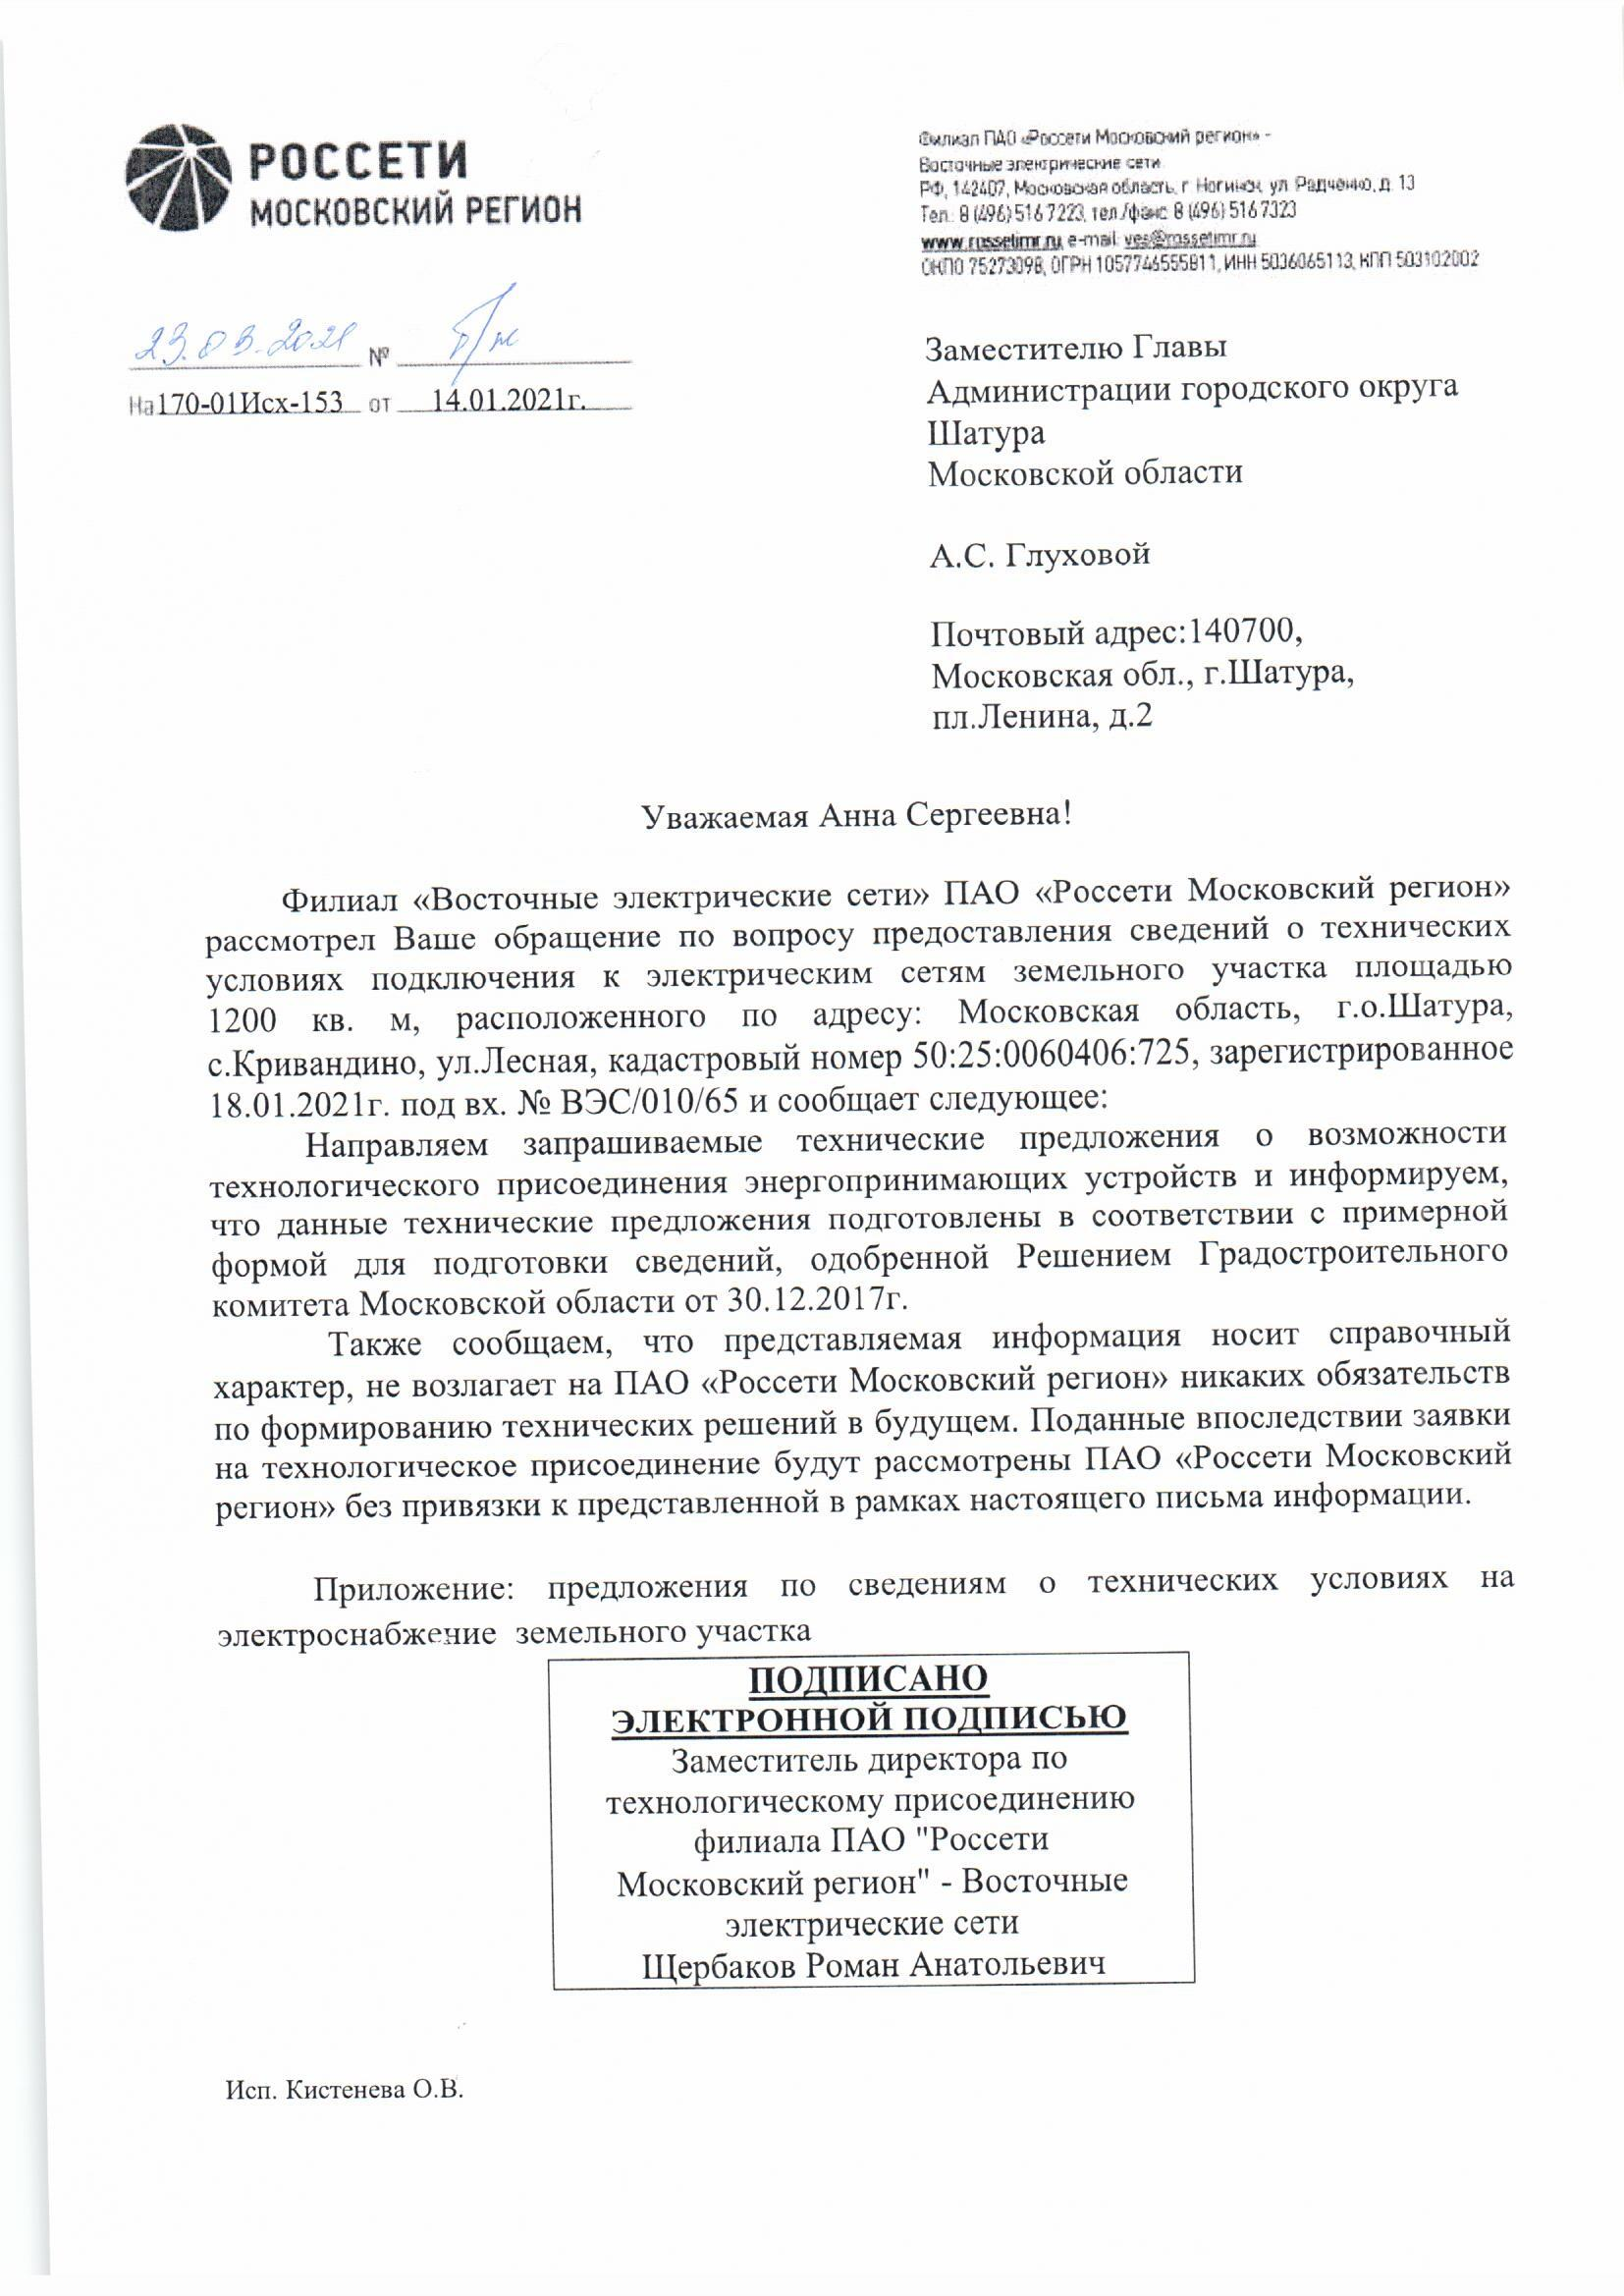 РОССЕТИ
МОСКОВСКИЙ РЕГИОН
Филиал ПАО «Россети Московский регион» -
Восточные электрические сети
РФ, 142407, Московская область, г. Ногинск, ул. Радченко, д. 13
Тел.: 8 (496) 516 7223, тел./факс: 8 (496) 516 7323
www.rossetimr.ru, e-mail: ves@rossetimr.ru
ОКПО 75273098, ОГРН 1057746555811, ИНН 5036065113, КПП 503102002
23.03.2021 № б/н
На 170-01Исх-153 от 14.01.2021г.
Заместителю Главы
Администрации городского округа
Шатура
Московской области
А.С. Глуховой
Почтовый адрес:140700,
Московская обл., г.Шатура,
пл.Ленина, д.2
Уважаемая Анна Сергеевна!
Филиал «Восточные электрические сети» ПАО «Россети Московский регион»
рассмотрел Ваше обращение по вопросу предоставления сведений о технических
условиях подключения к электрическим сетям земельного участка площадью
1200 кв. м, расположенного по адресу: Московская область, г.о.Шатура,
с.Кривандино, ул.Лесная, кадастровый номер 50:25:0060406:725, зарегистрированное
18.01.2021г. под вх. № ВЭС/010/65 и сообщает следующее:
Направляем запрашиваемые технические предложения о возможности
технологического присоединения энергопринимающих устройств и информируем,
что данные технические предложения подготовлены в соответствии с примерной
формой для подготовки сведений, одобренной Решением Градостроительного
комитета Московской области от 30.12.2017г.
Также сообщаем, что представляемая информация носит справочный
характер, не возлагает на ПАО «Россети Московский регион» никаких обязательств
по формированию технических решений в будущем. Поданные впоследствии заявки
на технологическое присоединение будут рассмотрены ПАО «Россети Московский
регион» без привязки к представленной в рамках настоящего письма информации.
Приложение: предложения по сведениям о технических условиях на
электроснабжение земельного участка
ПОДПИСАНО
ЭЛЕКТРОННОЙ ПОДПИСЬЮ
Заместитель директора по
технологическому присоединению
филиала ПАО "Россети
Московский регион" - Восточные
электрические сети
Щербаков Роман Анатольевич
Исп. Кистенева О.В.